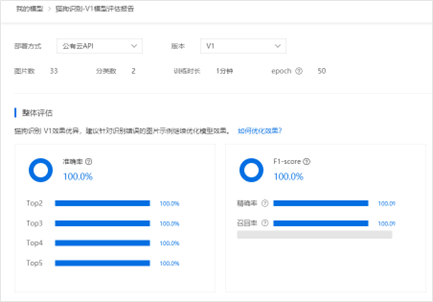 我的模型 > 猫狗识别-V1模型评估报告
部署方式 公有云API 版本 V1
图片数 33 分类数 2 训练时长 1分钟 epoch ? 50
整体评估
猫狗识别 V1效果优异，建议针对识别错误的图片示例继续优化模型效果。 如何优化效果?
准确率 ?
100.0%
Top2 100.0%
Top3 100.0%
Top4 100.0%
Top5 100.0%
F1-score ?
100.0%
精确率 ? 100.0%
召回率 ? 100.0%